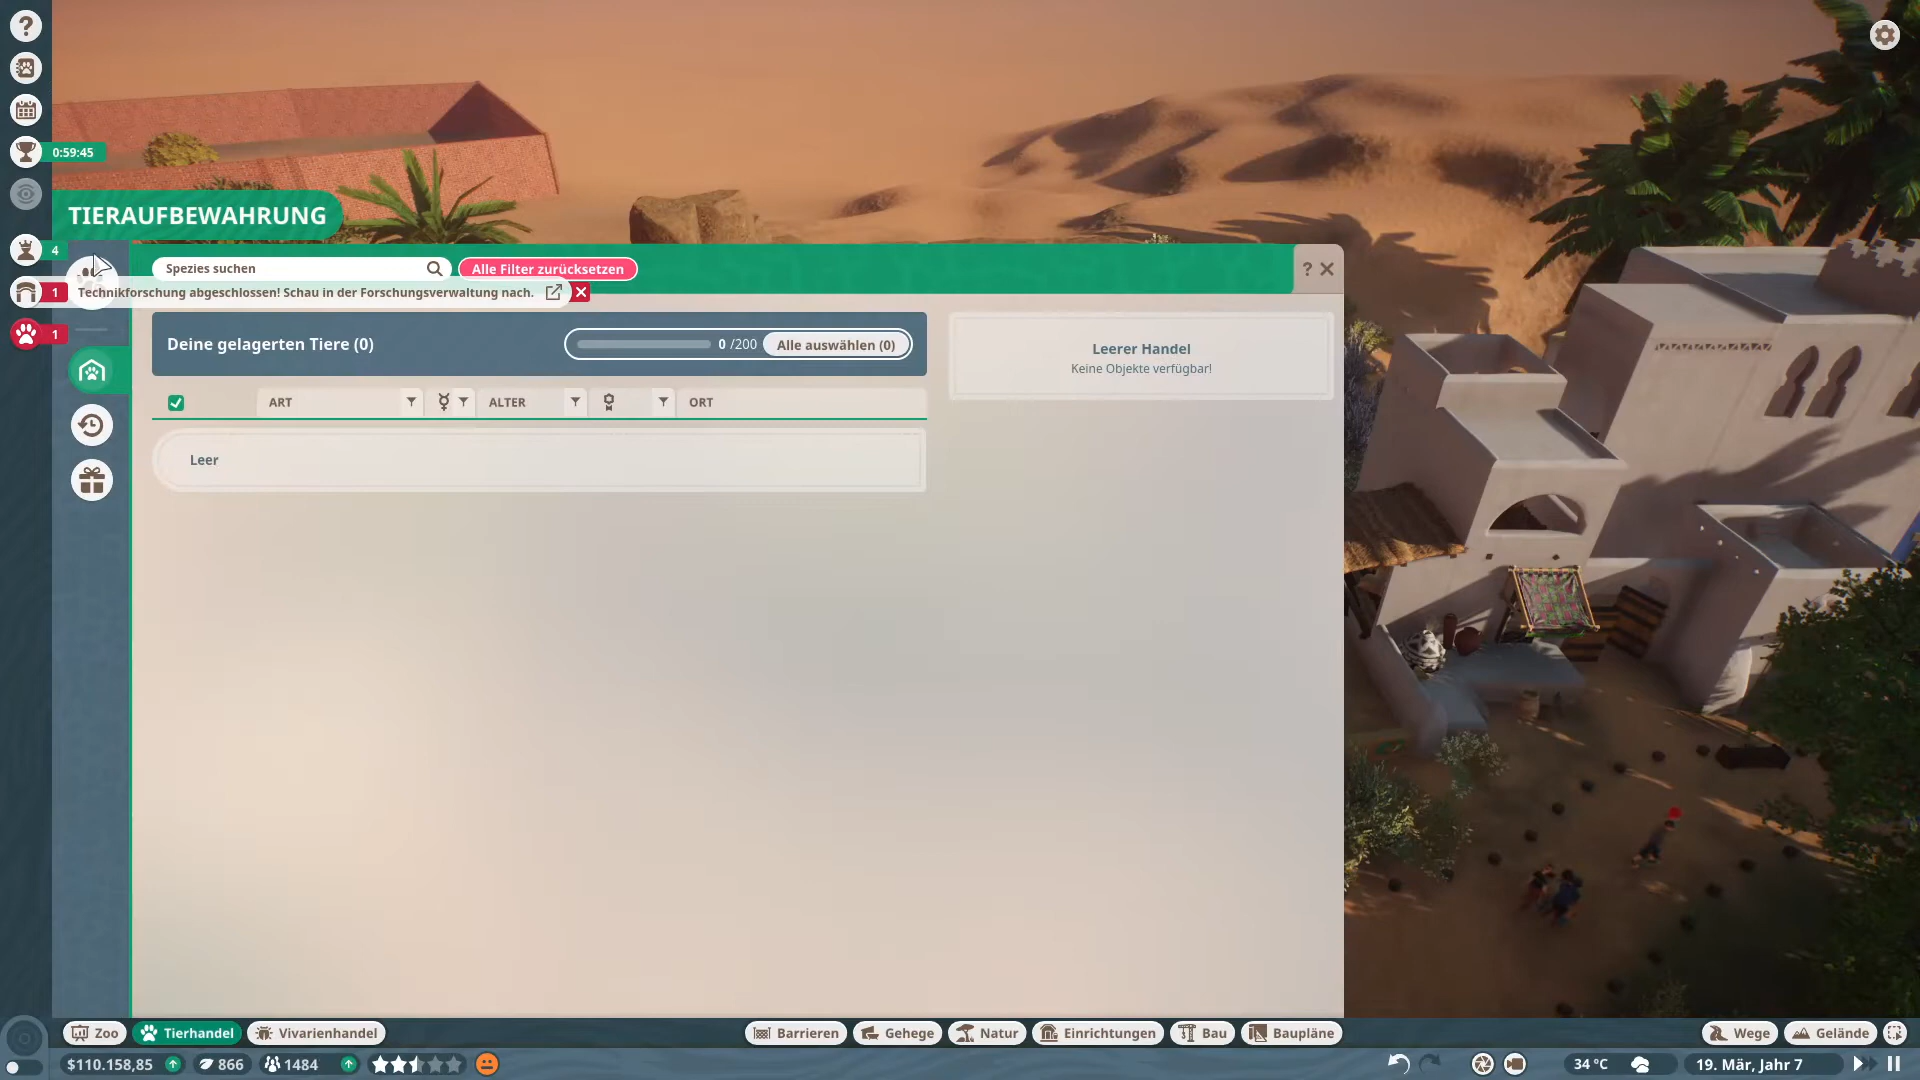 0:59:45
TIERAUFBEWAHRUNG
4
Spezies suchen
Alle Filter zurücksetzen
?
1
Technikforschung abgeschlossen! Schau in der Forschungsverwaltung nach.
1
Deine gelagerten Tiere (0)
0 /200
Alle auswählen (0)
Leerer Handel
Keine Objekte verfügbar!
ART
ALTER
ORT
Leer
Zoo
Tierhandel
Vivarienhandel
Barrieren
Gehege
Natur
Einrichtungen
Bau
Baupläne
Wege
Gelände
$110.158,85
866
1484
34 °C
19. Mär, Jahr 7